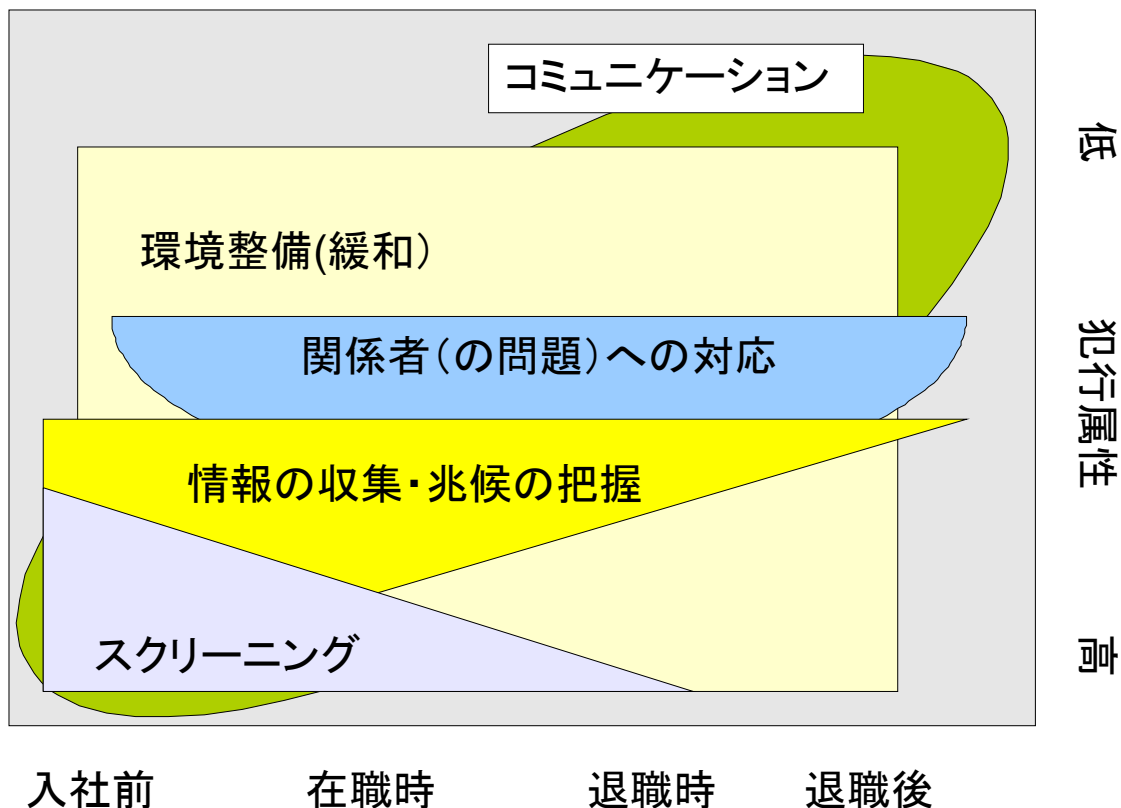 コミュニケーション
低
環境整備(緩和）
関係者（の問題）への対応
犯行属性
情報の収集・兆候の把握
スクリーニング
高
入社前 在職時 退職時 退職後